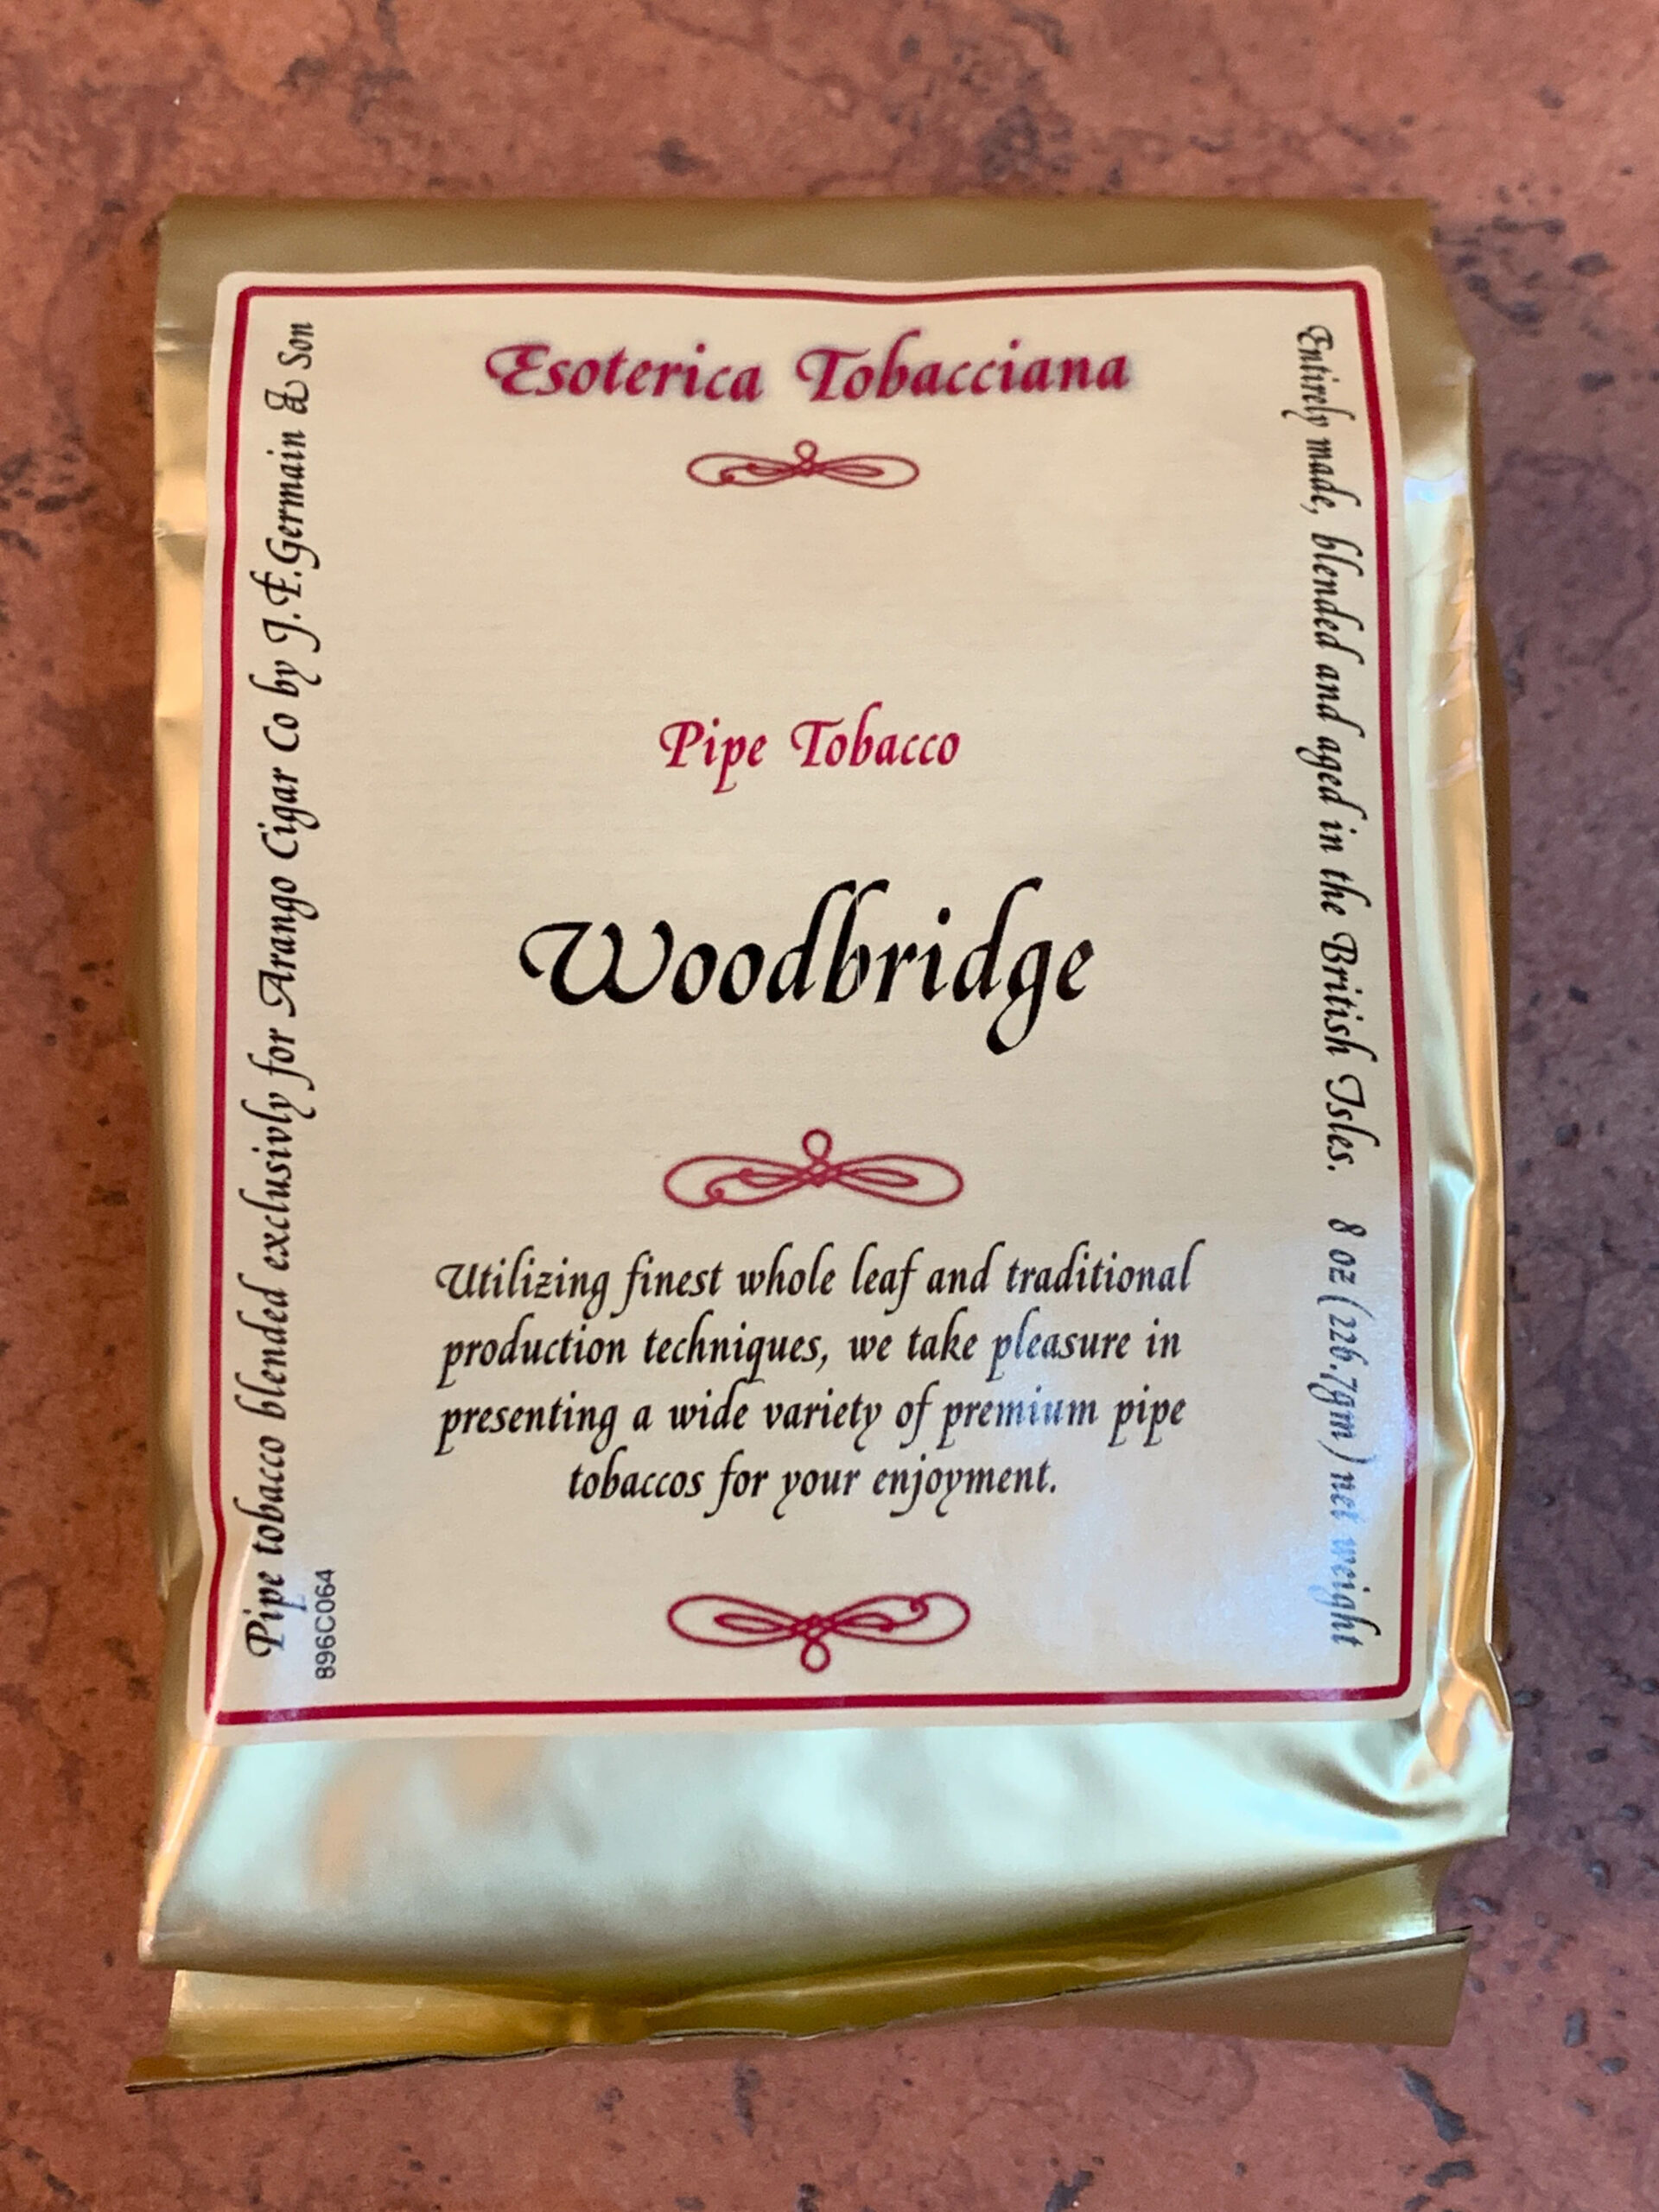 Esoterica Tobacciana
Pipe Tobacco
Woodbridge
Utilizing finest whole leaf and traditional
production techniques, we take pleasure in
presenting a wide variety of premium pipe
tobaccos for your enjoyment.
Pipe tobacco blended exclusivly for Arango Cigar Co by J.F.Germain & Son
896C064
Entirely made, blended and aged in the British Isles. 8 oz (226.7gm) net weight